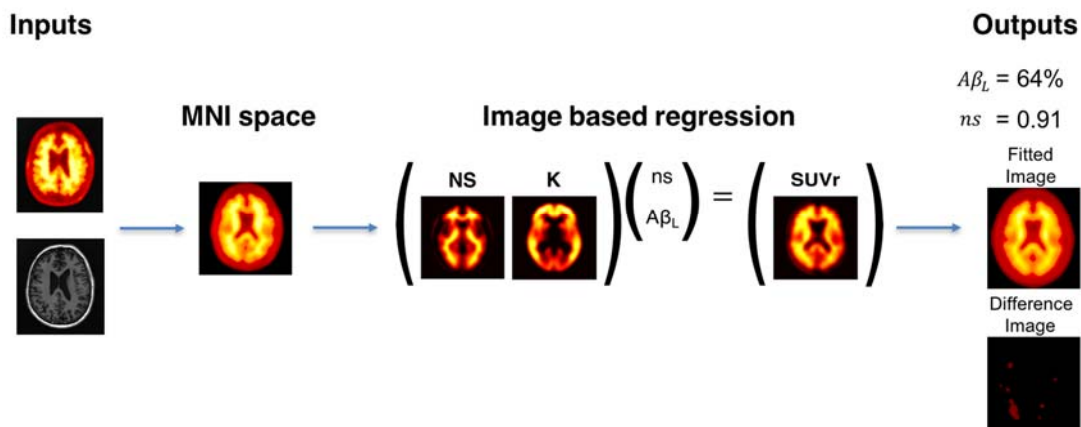 Inputs
Outputs
MNI space
Image based regression
Aβ_L = 64%
ns = 0.91
Fitted
Image
NS
K
ns
Aβ_L
=
SUVr
Difference
Image